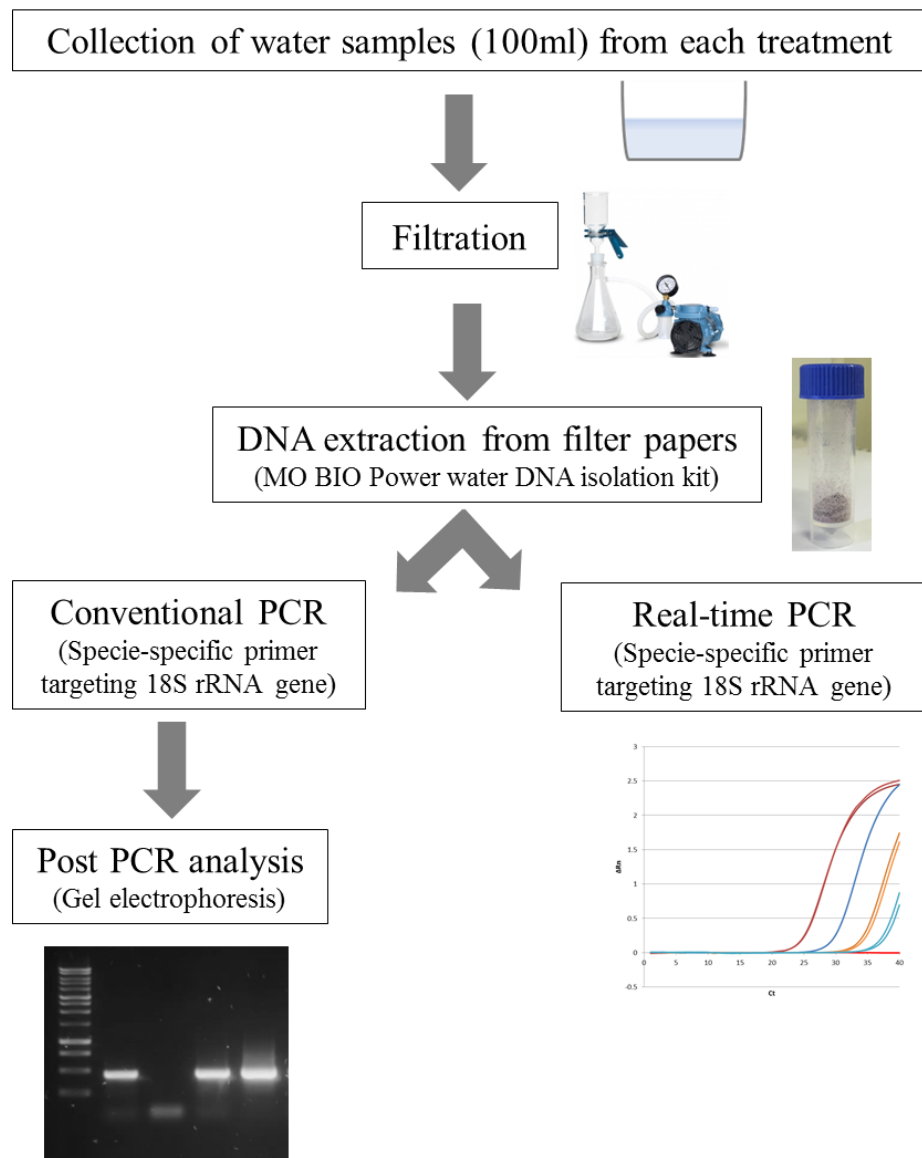 Collection of water samples (100ml) from each treatment
Filtration
DNA extraction from filter papers
(MO BIO Power water DNA isolation kit)
Conventional PCR
(Specie-specific primer
targeting 18S rRNA gene)
Real-time PCR
(Specie-specific primer
targeting 18S rRNA gene)
Post PCR analysis
(Gel electrophoresis)
3
2.5
2
1.5
1
0.5
0
-0.5
ΔRn
0 5 10 15 20 25 30 35 40
Ct